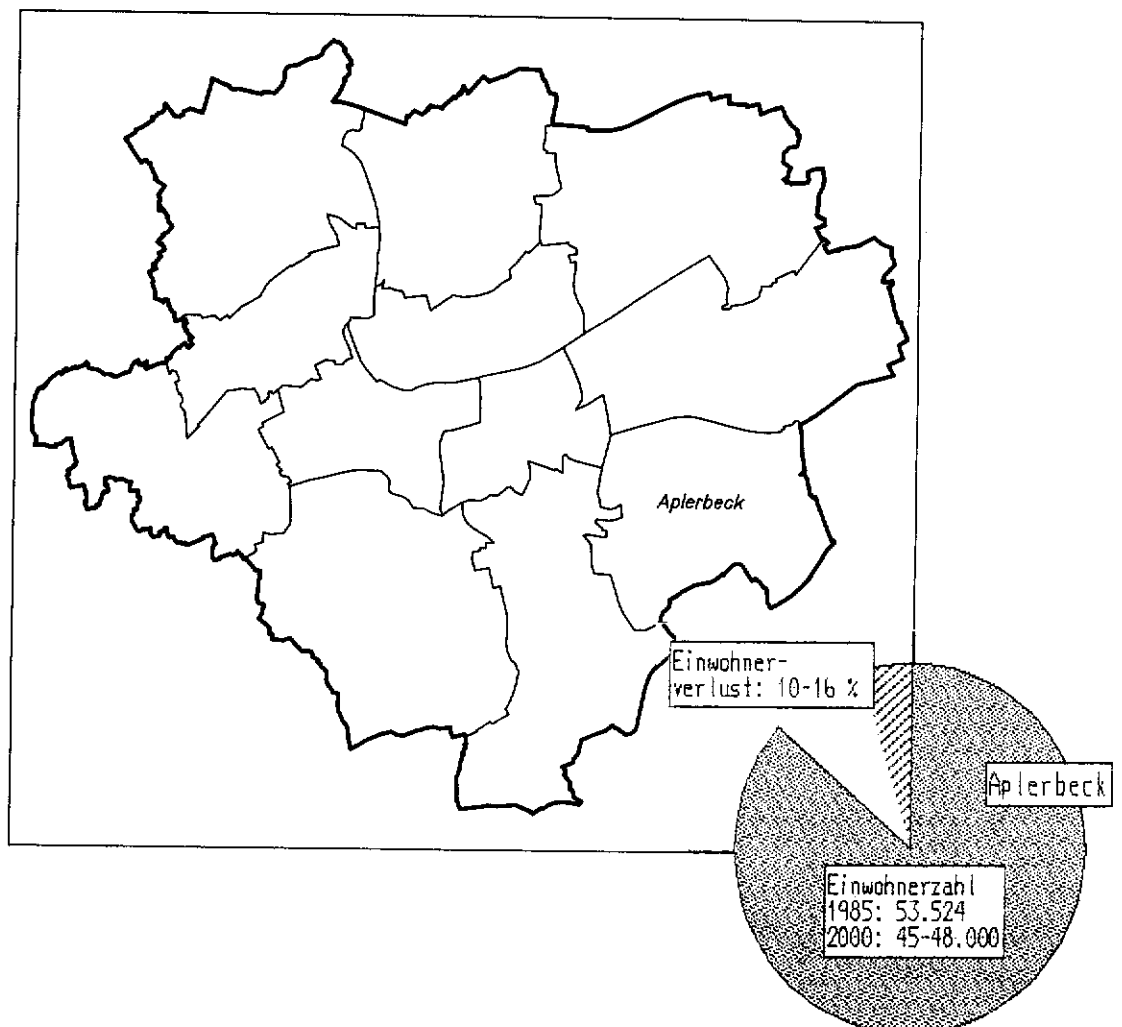 Aplerbeck
Einwohner-
verlust: 10-16 %
Aplerbeck
Einwohnerzahl
1985: 53.524
2000: 45-48.000